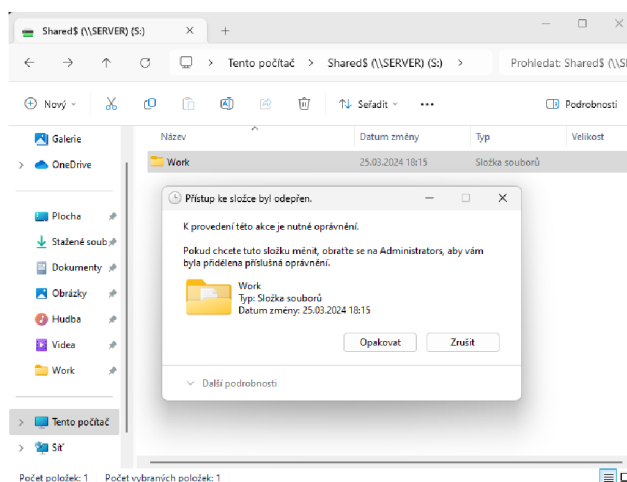 Shared$ (\\SERVER) (S:)
Tento počítač > Shared$ (\\SERVER) (S:) > Prohledat: Shared$ (\\S
Nový Seřadit Podrobnosti
Galerie
OneDrive
Plocha
Stažené soub
Dokumenty
Obrázky
Hudba
Videa
Work
Tento počítač
Síť
Název Datum změny Typ Velikost
Work 25.03.2024 18:15 Složka souborů
Přístup ke složce byl odepřen.
K provedení této akce je nutné oprávnění.
Pokud chcete tuto složku měnit, obraťte se na Administrators, aby vám
byla přidělena příslušná oprávnění.
Work
Typ: Složka souborů
Datum změny: 25.03.2024 18:15
Opakovat Zrušit
Další podrobnosti
Počet položek: 1 Počet vybraných položek: 1